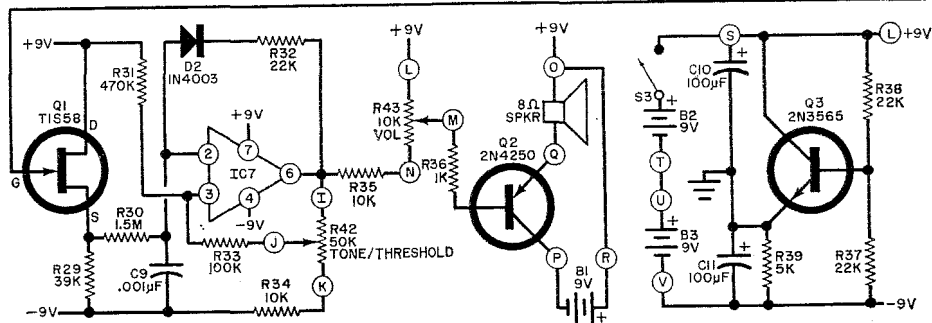 +9V
R31
470K
D2
1N4003
R32
22K
Q1
TIS58
D
G
S
R30
1.5M
R29
39K
C9
.001µF
-9V
2
3
+9V
7
IC7
6
4
-9V
R33
100K
J
R34
10K
I
R42
50K
TONE/THRESHOLD
K
R35
10K
+9V
L
R43
10K
VOL
M
N
R36
1K
+9V
O
8Ω
SPKR
Q
Q2
2N4250
P
R
B1
9V
+
S3
+
B2
9V
T
U
+
B3
9V
V
S
C10
100µF
+
C11
100µF
+
R39
5K
Q3
2N3565
L
+9V
R38
22K
R37
22K
-9V